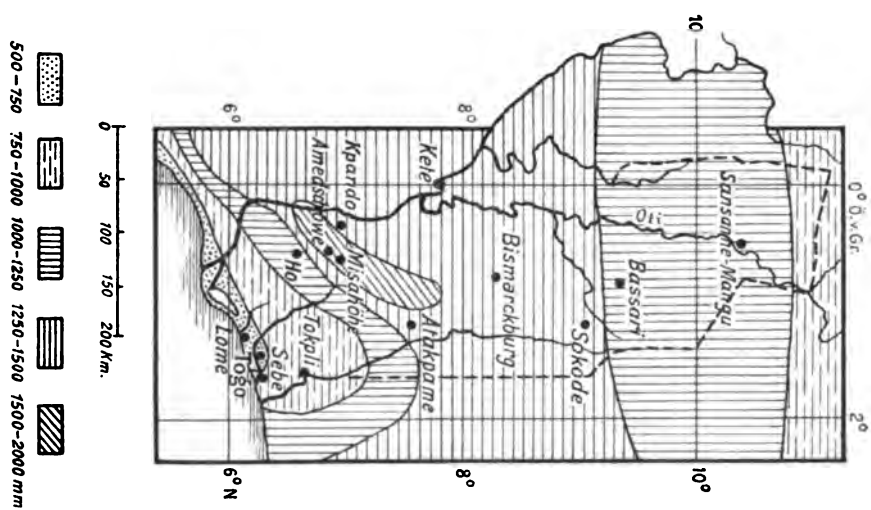 0° Ö.v.Gr.
2°
10
10°
Sansanne-Mangu
Oti
Bassari
Sokode
Bismarckburg
8°
8°
Kete
Atakpame
Kpando
Misahöhe
Amedschowe
Ho
Tokpli
Sebe
Togo
Lome
6°
6° N
0 50 100 150 200 Km.
500-750 750-1000 1000-1250 1250-1500 1500-2000 mm